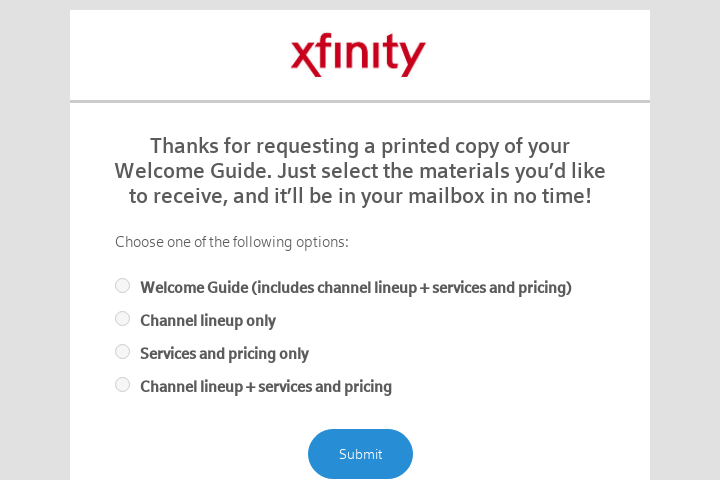 xfinity
Thanks for requesting a printed copy of your
Welcome Guide. Just select the materials you’d like
to receive, and it’ll be in your mailbox in no time!
Choose one of the following options:
Welcome Guide (includes channel lineup + services and pricing)
Channel lineup only
Services and pricing only
Channel lineup + services and pricing
Submit